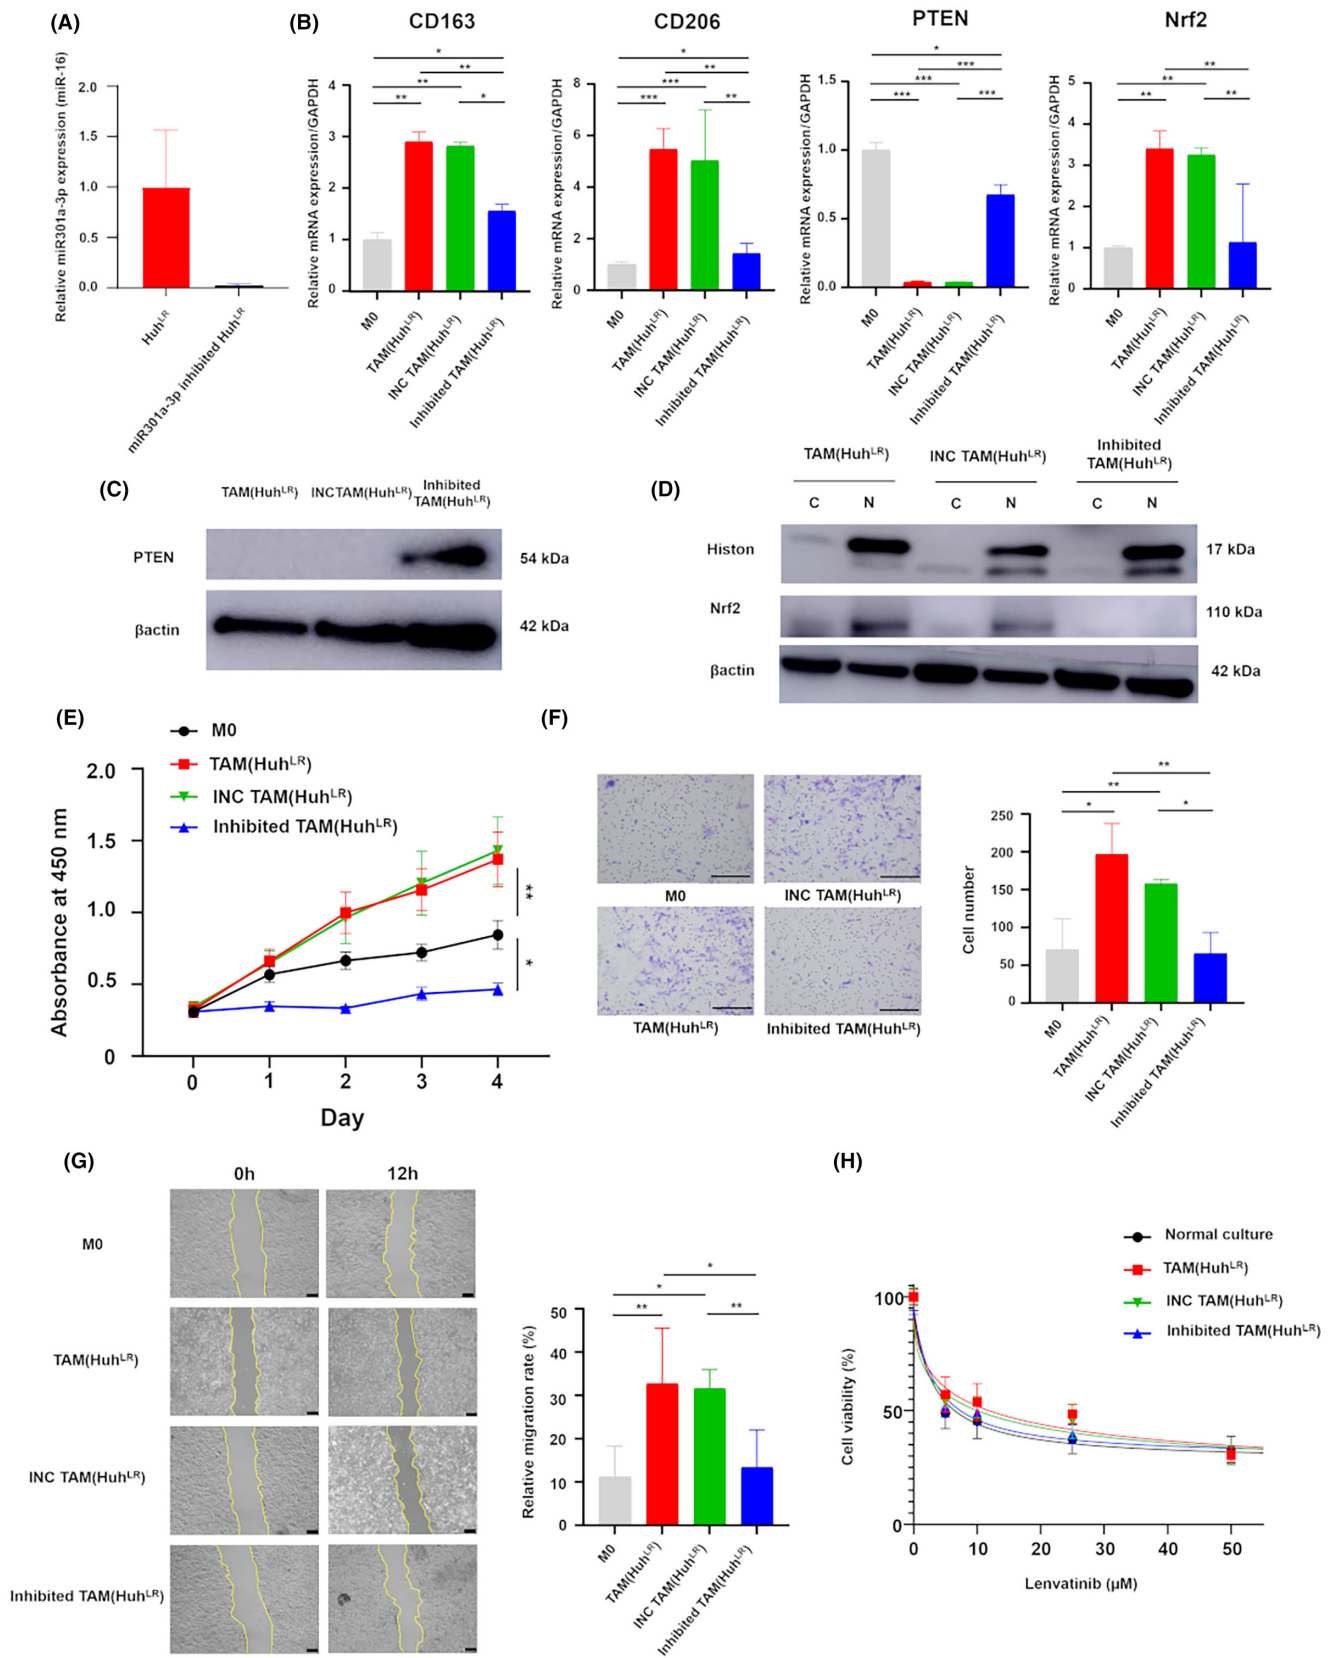 (A)
Relative miR301a-3p expression (miR-16)
2.0
1.5
1.0
0.5
0.0
Huh^LR
miR301a-3p inhibited Huh^LR
(B)
CD163
Relative mRNA expression/GAPDH
4
3
2
1
0
*
**
**
**
*
M0
TAM(Huh^LR)
INC TAM(Huh^LR)
Inhibited TAM(Huh^LR)
CD206
Relative mRNA expression/GAPDH
8
6
4
2
0
*
**
***
***
**
M0
TAM(Huh^LR)
INC TAM(Huh^LR)
Inhibited TAM(Huh^LR)
PTEN
Relative mRNA expression/GAPDH
1.5
1.0
0.5
0.0
*
***
***
***
***
M0
TAM(Huh^LR)
INC TAM(Huh^LR)
Inhibited TAM(Huh^LR)
Nrf2
Relative mRNA expression/GAPDH
5
4
3
2
1
0
**
**
**
**
M0
TAM(Huh^LR)
INC TAM(Huh^LR)
Inhibited TAM(Huh^LR)
(C)
TAM(Huh^LR)
INCTAM(Huh^LR)
Inhibited
TAM(Huh^LR)
PTEN
54 kDa
βactin
42 kDa
(D)
TAM(Huh^LR)
INC TAM(Huh^LR)
Inhibited
TAM(Huh^LR)
C N C N C N
Histon
17 kDa
Nrf2
110 kDa
βactin
42 kDa
(E)
M0
TAM(Huh^LR)
INC TAM(Huh^LR)
Inhibited TAM(Huh^LR)
Absorbance at 450 nm
2.0
1.5
1.0
0.5
0
**
*
0 1 2 3 4
Day
(F)
M0
INC TAM(Huh^LR)
TAM(Huh^LR)
Inhibited TAM(Huh^LR)
Cell number
250
200
150
100
50
0
**
**
*
*
M0
TAM(Huh^LR)
INC TAM(Huh^LR)
Inhibited TAM(Huh^LR)
(G)
0h
12h
M0
TAM(Huh^LR)
INC TAM(Huh^LR)
Inhibited TAM(Huh^LR)
Relative migration rate (%)
50
40
30
20
10
0
*
*
**
**
M0
TAM(Huh^LR)
INC TAM(Huh^LR)
Inhibited TAM(Huh^LR)
(H)
Normal culture
TAM(Huh^LR)
INC TAM(Huh^LR)
Inhibited TAM(Huh^LR)
Cell viability (%)
100
50
0
0 10 20 30 40 50
Lenvatinib (μM)